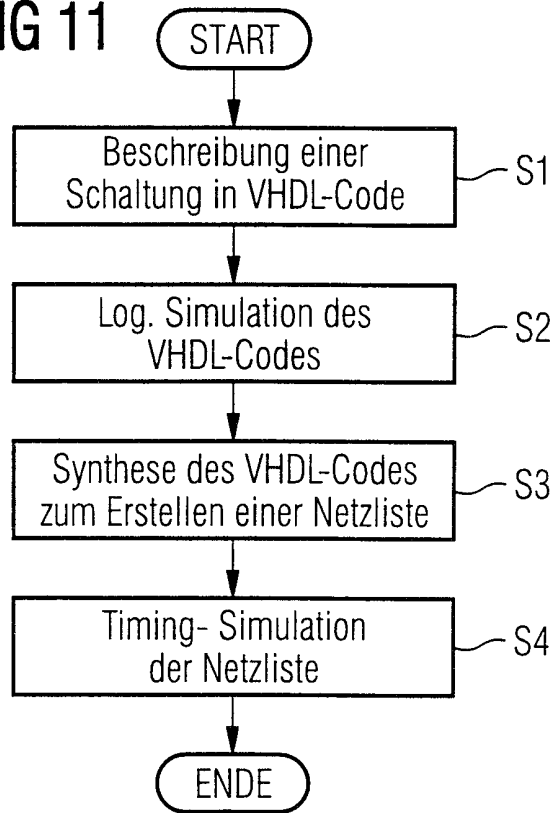 IG 11
START
Beschreibung einer
Schaltung in VHDL-Code
S1
Log. Simulation des
VHDL-Codes
S2
Synthese des VHDL-Codes
zum Erstellen einer Netzliste
S3
Timing- Simulation
der Netzliste
S4
ENDE